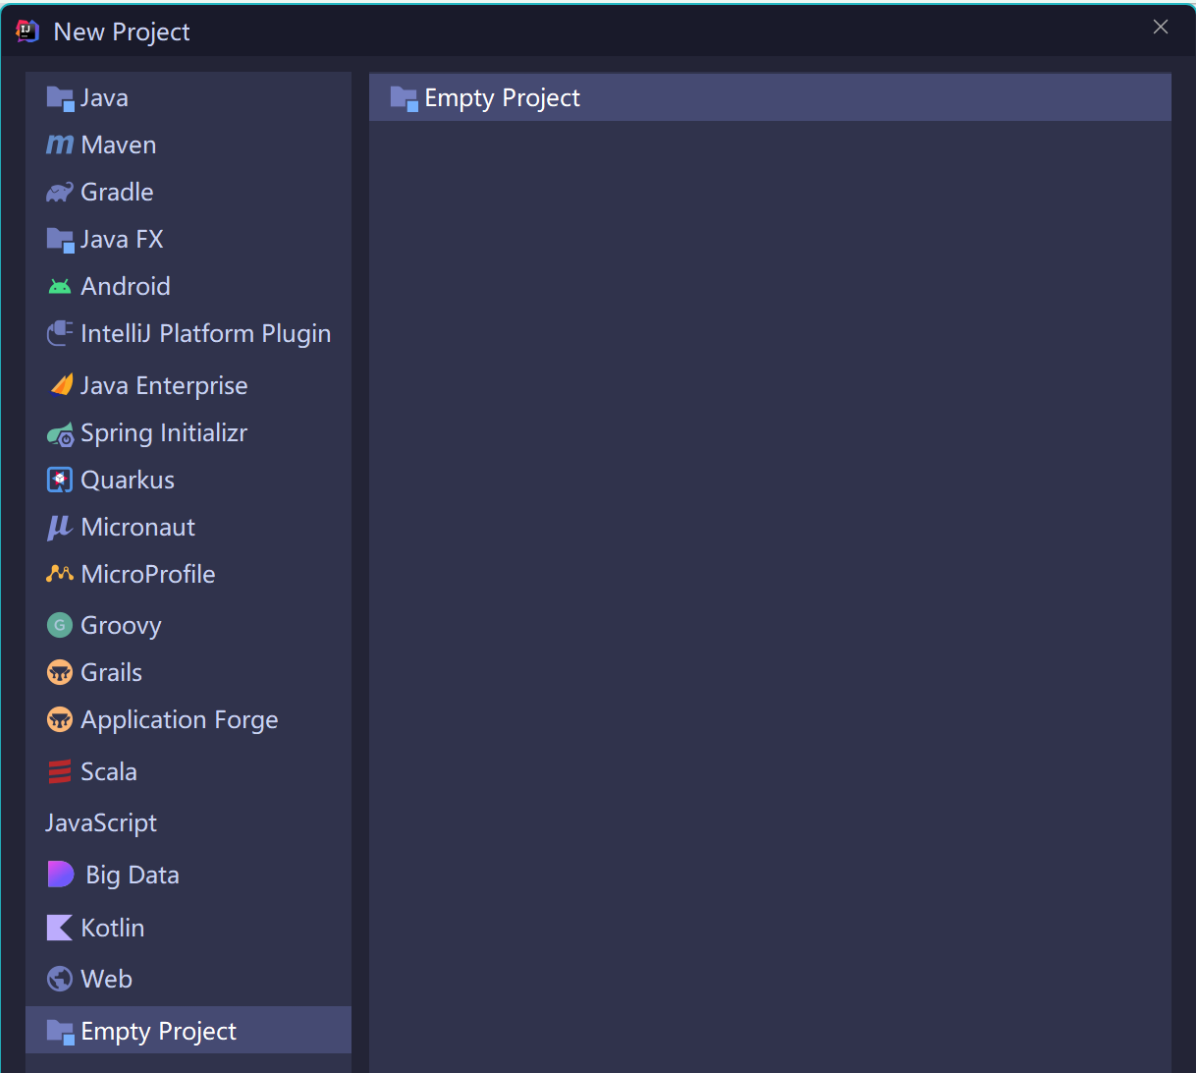 New Project
Java
Maven
Gradle
Java FX
Android
IntelliJ Platform Plugin
Java Enterprise
Spring Initializr
Quarkus
Micronaut
MicroProfile
Groovy
Grails
Application Forge
Scala
JavaScript
Big Data
Kotlin
Web
Empty Project
Empty Project